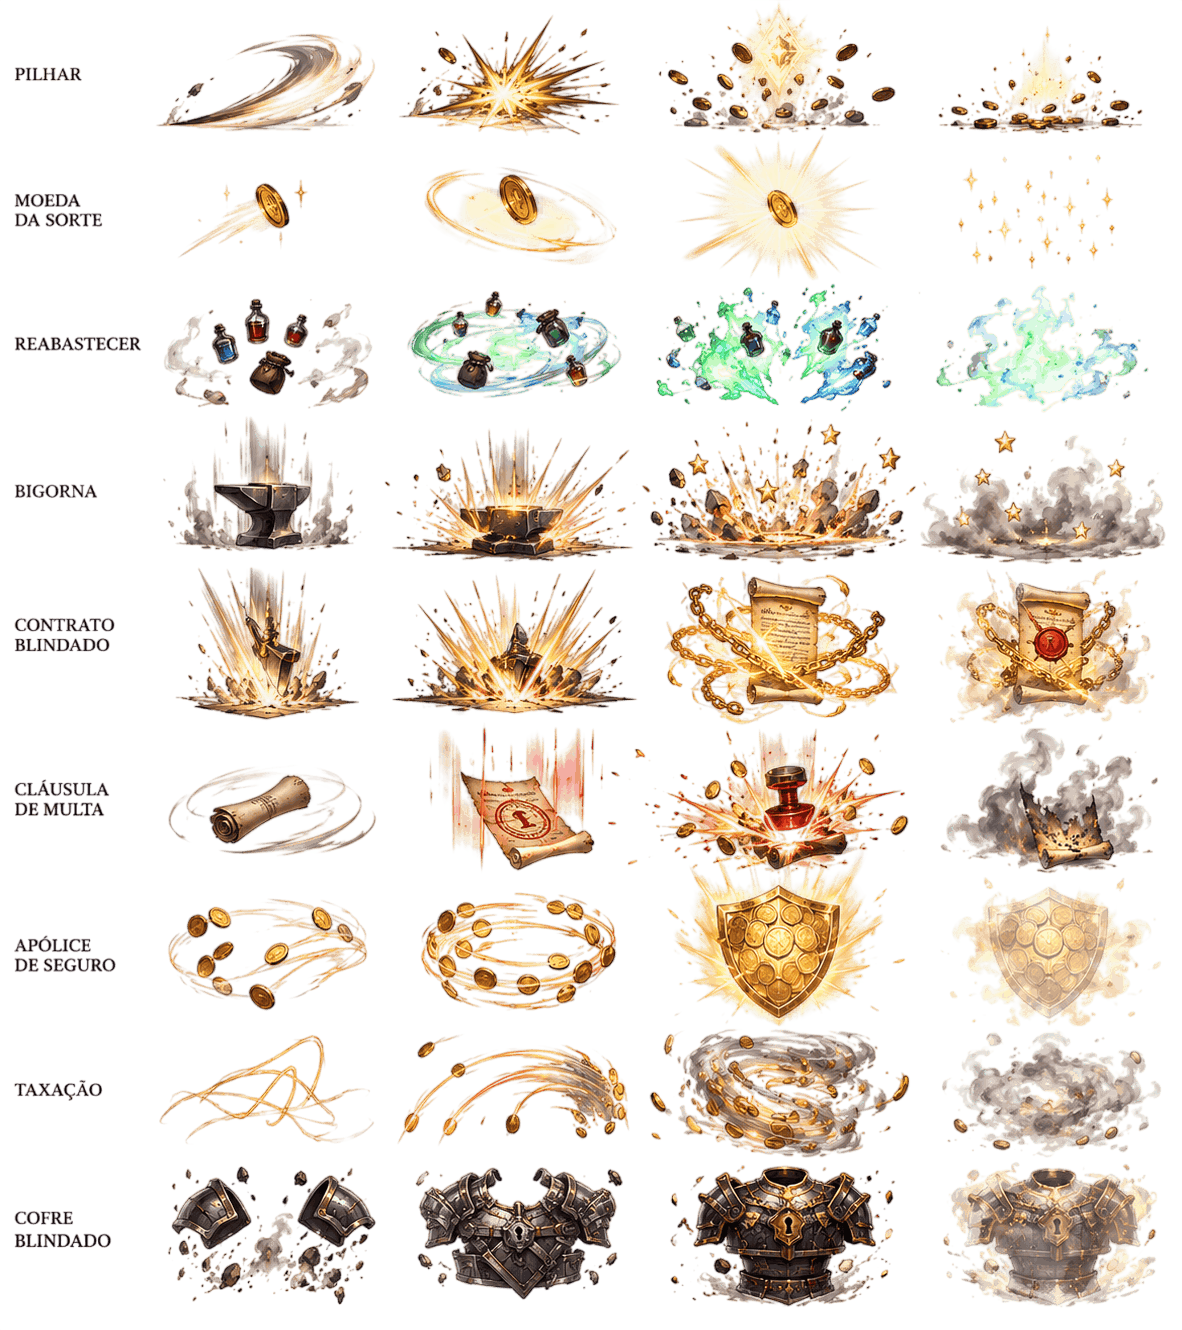 PILHAR
MOEDA
DA SORTE
REABASTECER
BIGORNA
CONTRATO
BLINDADO
CLÁUSULA
DE MULTA
APÓLICE
DE SEGURO
TAXAÇÃO
COFRE
BLINDADO